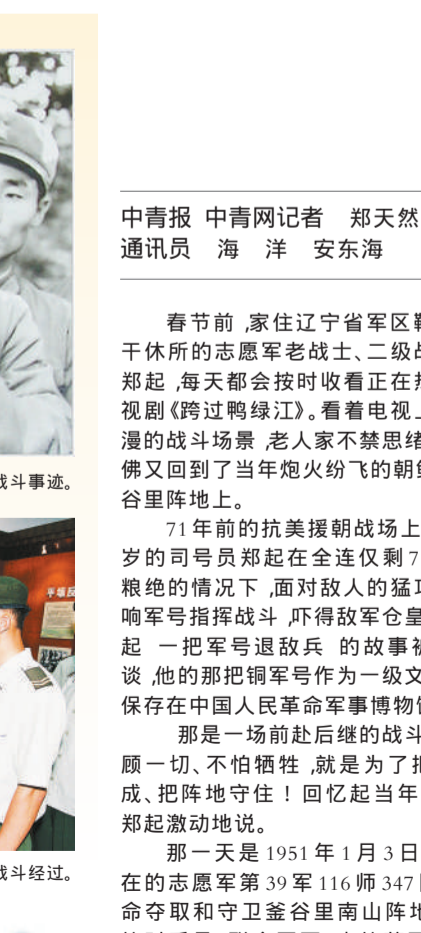 中青报 中青网记者 郑天然
通讯员 海 洋 安东海
春节前,家住辽宁省军区
干休所的志愿军老战士、二级
郑起,每天都会按时收看正在
视剧《跨过鸭绿江》。看着电视
漫的战斗场景,老人家不禁思绪
佛又回到了当年炮火纷飞的朝
谷里阵地上。
71年前的抗美援朝战场上
岁的司号员郑起在全连仅剩7
粮绝的情况下,面对敌人的猛
响军号指挥战斗,吓得敌军仓皇
起 一把军号退敌兵 的故事
谈,他的那把铜军号作为一级文
保存在中国人民革命军事博物
那是一场前赴后继的战斗
顾一切、不怕牺牲,就是为了把
成、把阵地守住！回忆起当年
郑起激动地说。
那一天是1951年1月3日
在的志愿军第39军116师347
命夺取和守卫釜谷里南山阵地
战斗事迹。
战斗经过。